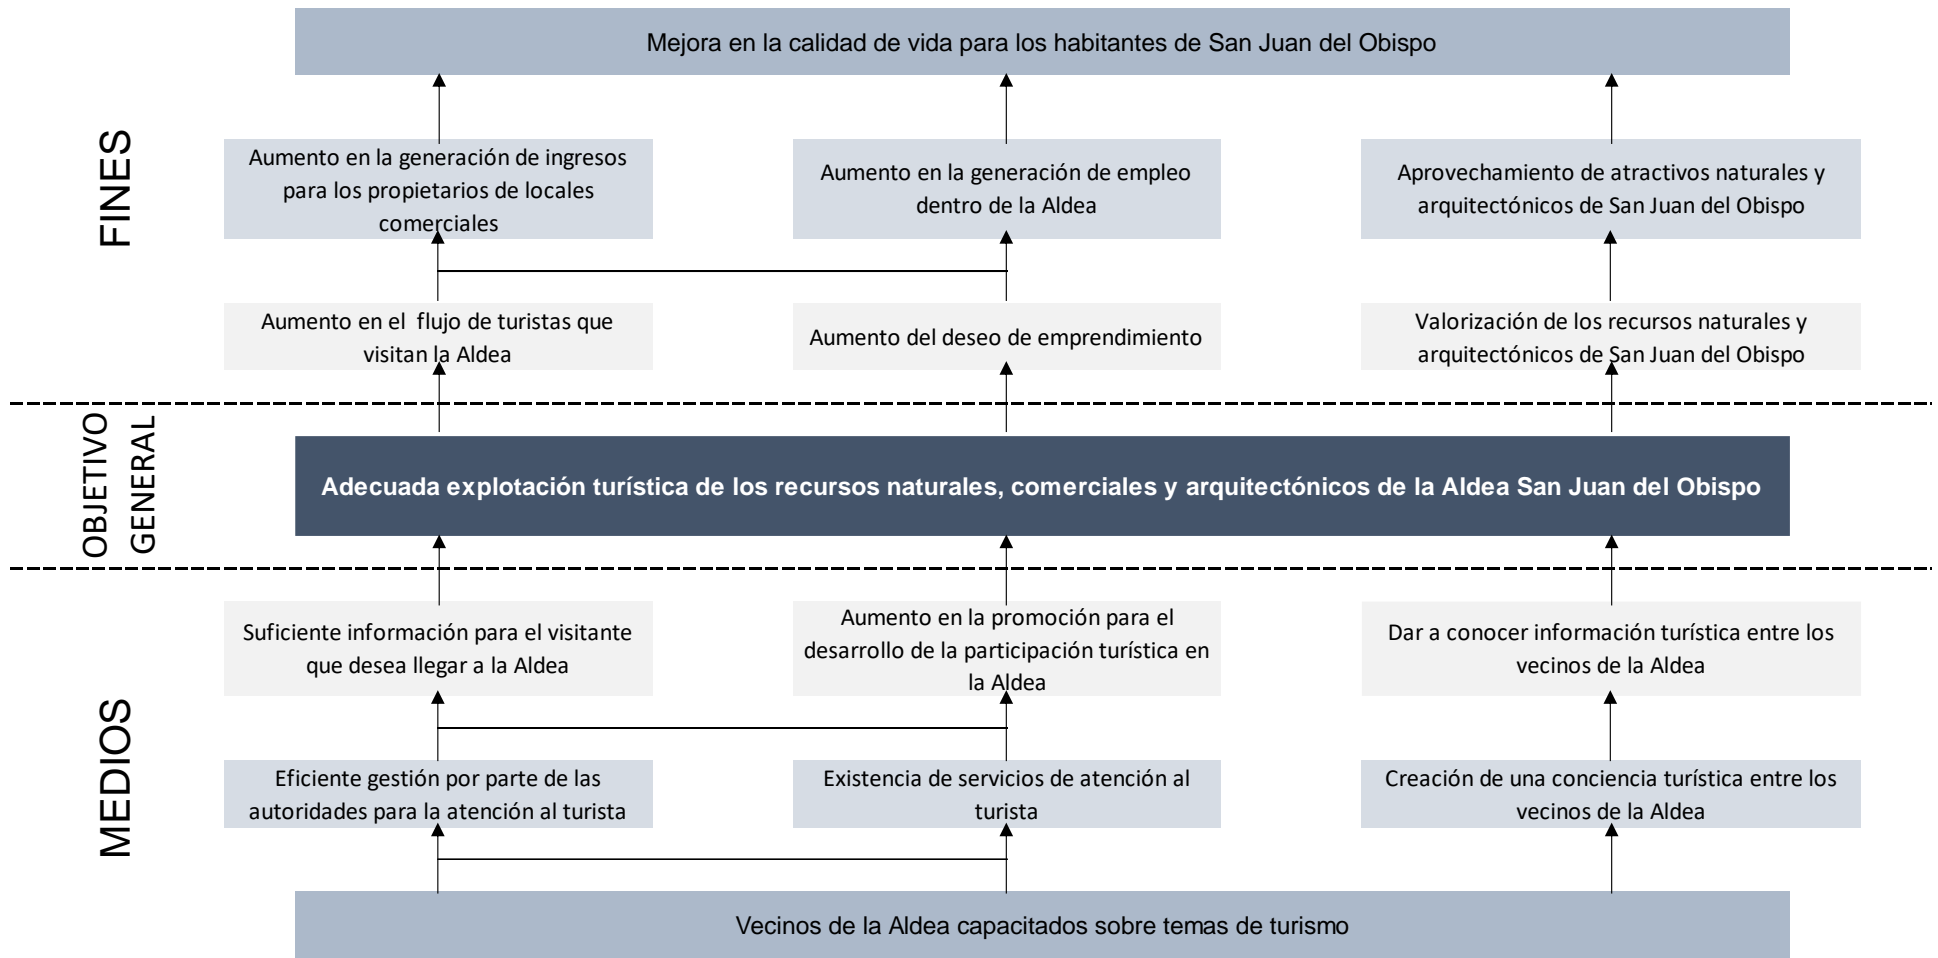 Mejora en la calidad de vida para los habitantes de San Juan del Obispo
FINES
Aumento en la generación de ingresos
para los propietarios de locales
comerciales
Aumento en la generación de empleo
dentro de la Aldea
Aprovechamiento de atractivos naturales y
arquitectónicos de San Juan del Obispo
Aumento en el flujo de turistas que
visitan la Aldea
Aumento del deseo de emprendimiento
Valorización de los recursos naturales y
arquitectónicos de San Juan del Obispo
OBJETIVO
GENERAL
Adecuada explotación turística de los recursos naturales, comerciales y arquitectónicos de la Aldea San Juan del Obispo
MEDIOS
Suficiente información para el visitante
que desea llegar a la Aldea
Aumento en la promoción para el
desarrollo de la participación turística en
la Aldea
Dar a conocer información turística entre los
vecinos de la Aldea
Eficiente gestión por parte de las
autoridades para la atención al turista
Existencia de servicios de atención al
turista
Creación de una conciencia turística entre los
vecinos de la Aldea
Vecinos de la Aldea capacitados sobre temas de turismo